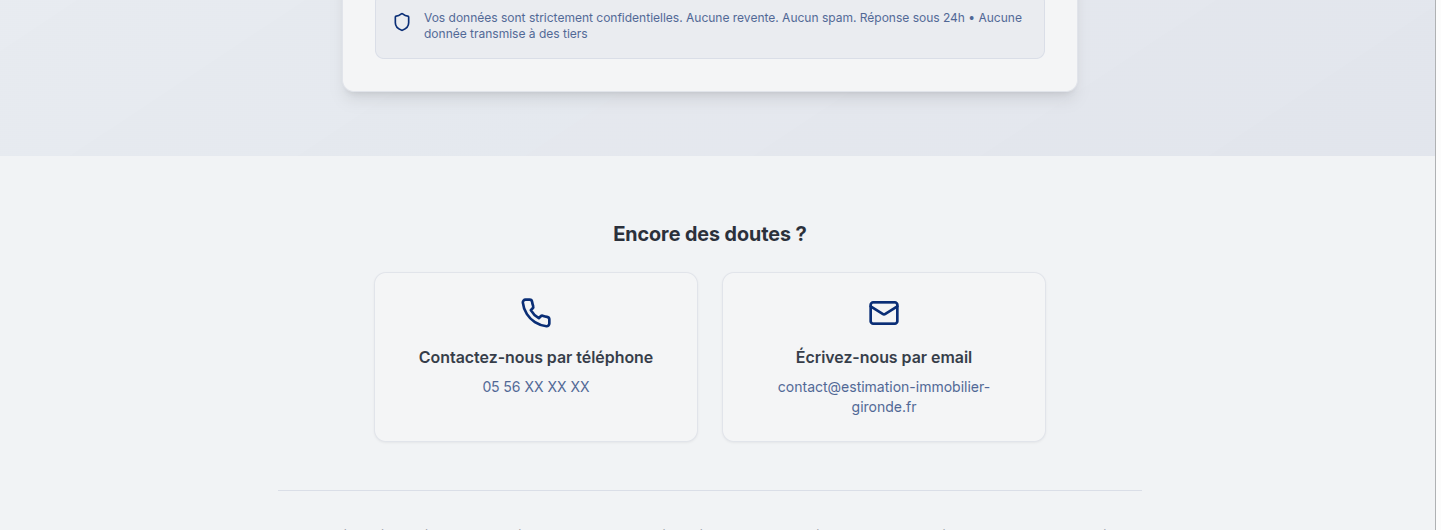 Vos données sont strictement confidentielles. Aucune revente. Aucun spam. Réponse sous 24h • Aucune
donnée transmise à des tiers
Encore des doutes ?
Contactez-nous par téléphone
05 56 XX XX XX
Écrivez-nous par email
contact@estimation-immobilier-
gironde.fr